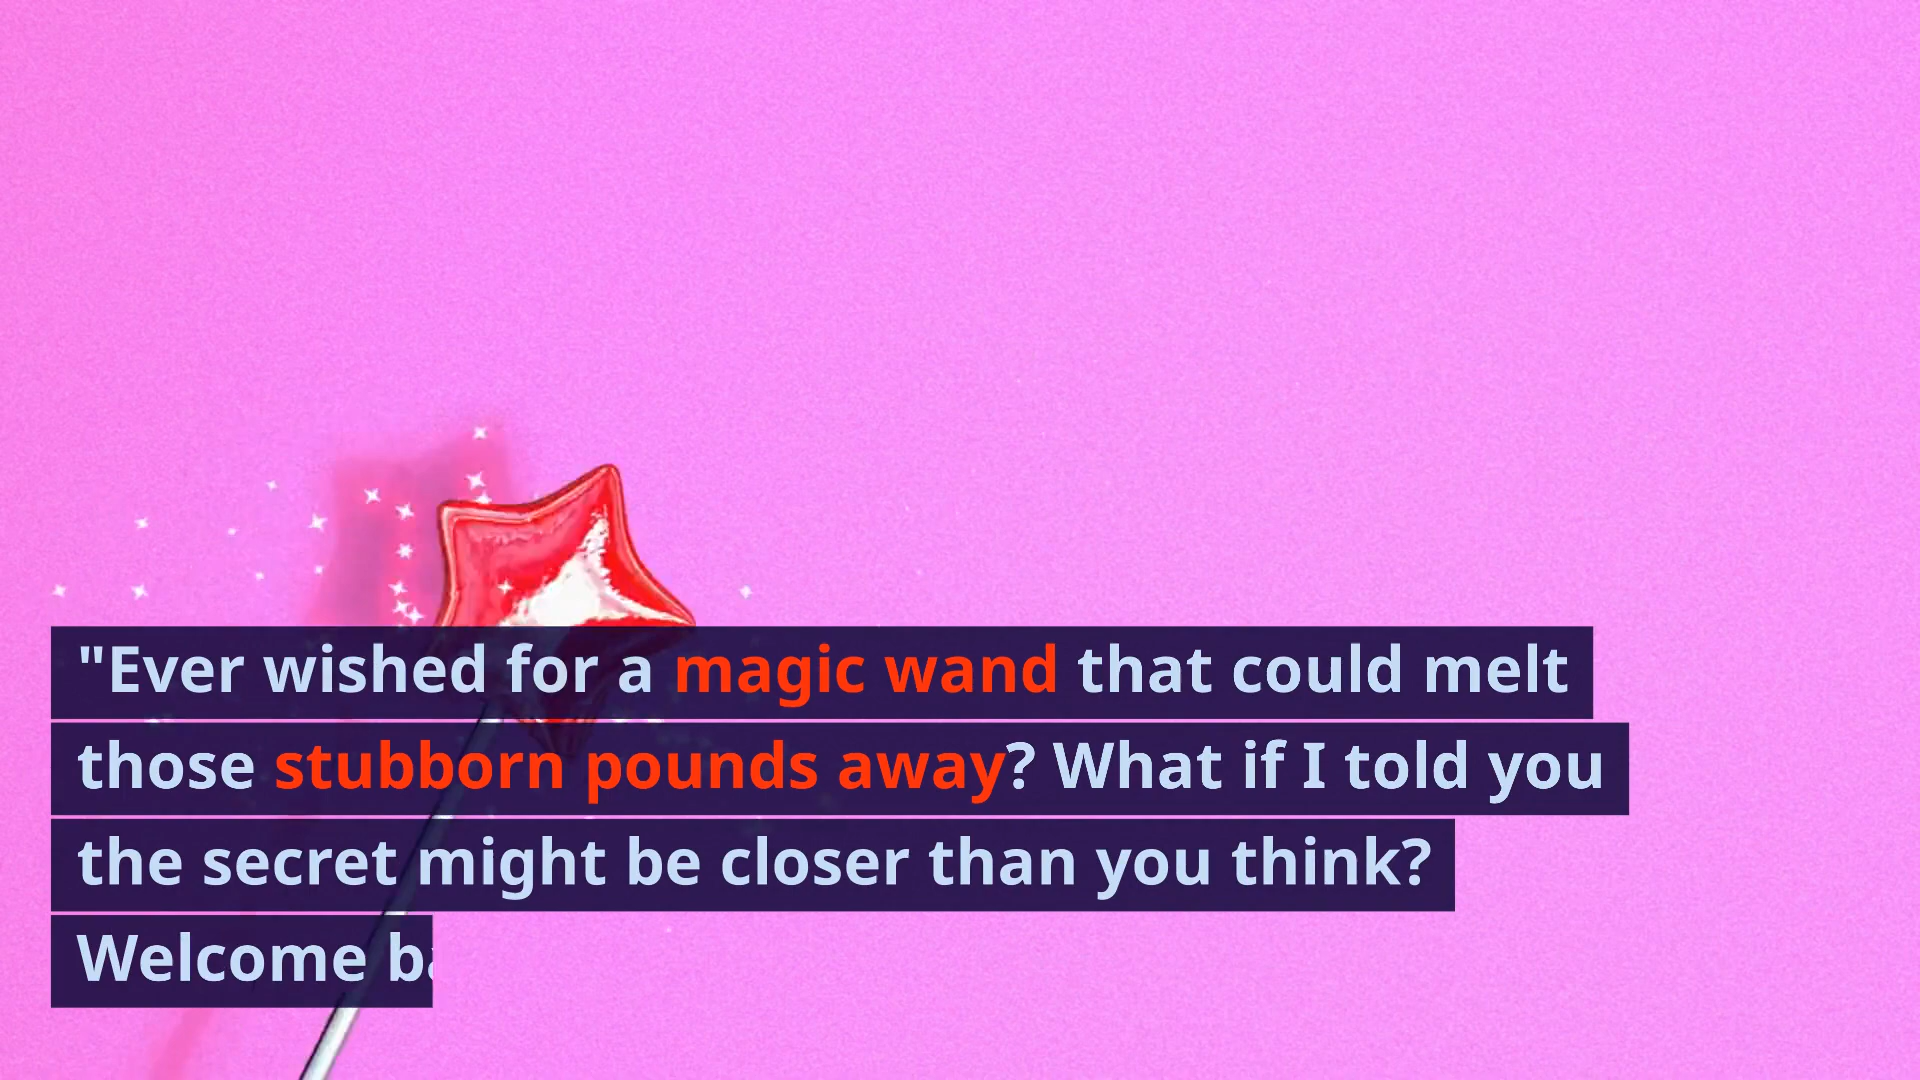 "Ever wished for a magic wand that could melt
those stubborn pounds away? What if I told you
the secret might be closer than you think?
Welcome